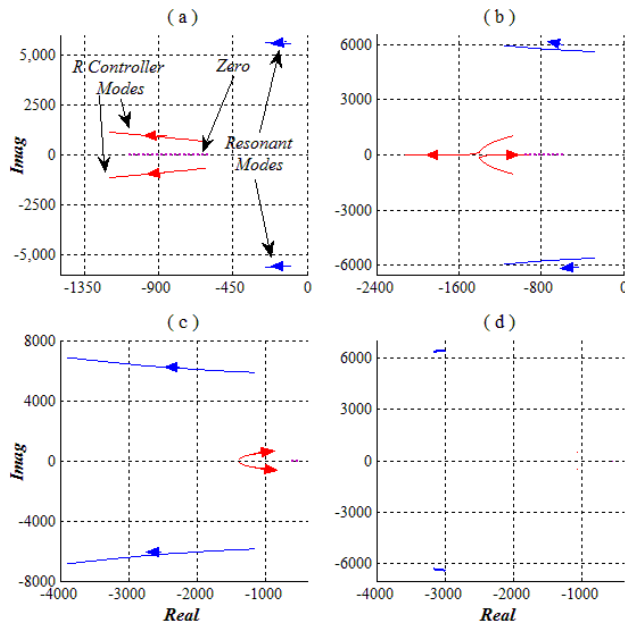 ( a )
( b )
5,000
2500
0
-2500
-5,000
-1350
-900
-450
0
Imag
R Controller
Modes
Zero
Resonant
Modes
6000
3000
0
-3000
-6000
-2400
-1600
-800
0
( c )
( d )
8000
4000
0
-4000
-8000
-4000
-3000
-2000
-1000
Imag
Real
6000
3000
0
-3000
-6000
-4000
-3000
-2000
-1000
Real